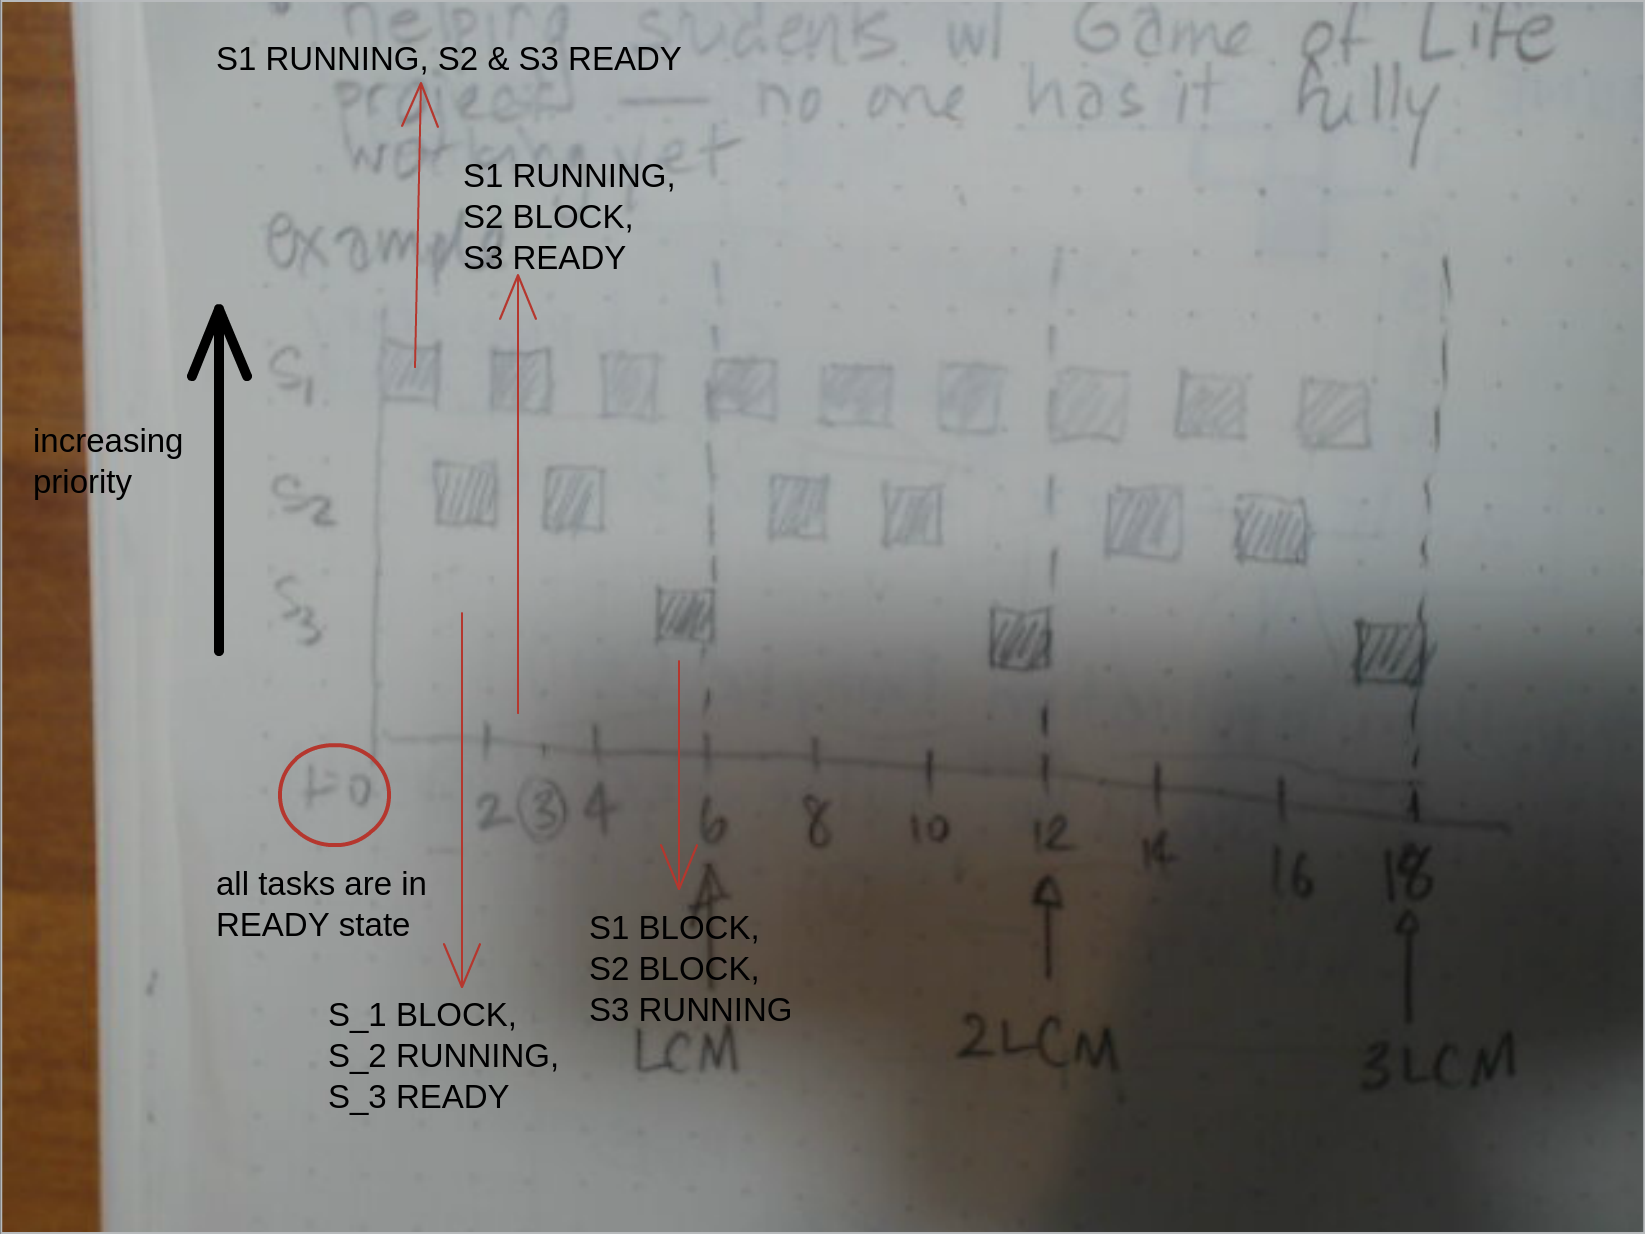 helping students w/ Game of Life
S1 RUNNING, S2 & S3 READY
project — no one has it fully
working yet
S1 RUNNING,
S2 BLOCK,
S3 READY
example
S1
increasing
priority
S2
S3
t=0
2 3 4 6 8 10 12 14 16 18
all tasks are in
READY state
S1 BLOCK,
S2 BLOCK,
S3 RUNNING
S_1 BLOCK,
S_2 RUNNING,
S_3 READY
LCM 2LCM 3LCM